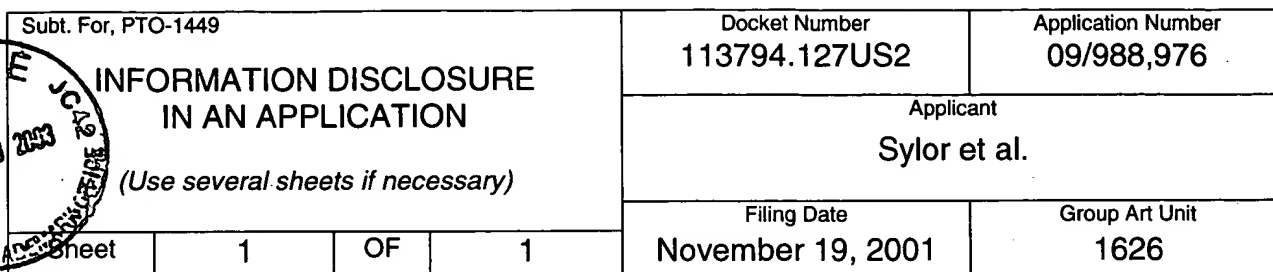 Subt. For, PTO-1449
INFORMATION DISCLOSURE
IN AN APPLICATION
(Use several sheets if necessary)
Sheet 1 OF 1
Docket Number
113794.127US2
Application Number
09/988,976
Applicant
Sylor et al.
Filing Date
November 19, 2001
Group Art Unit
1626
JC42